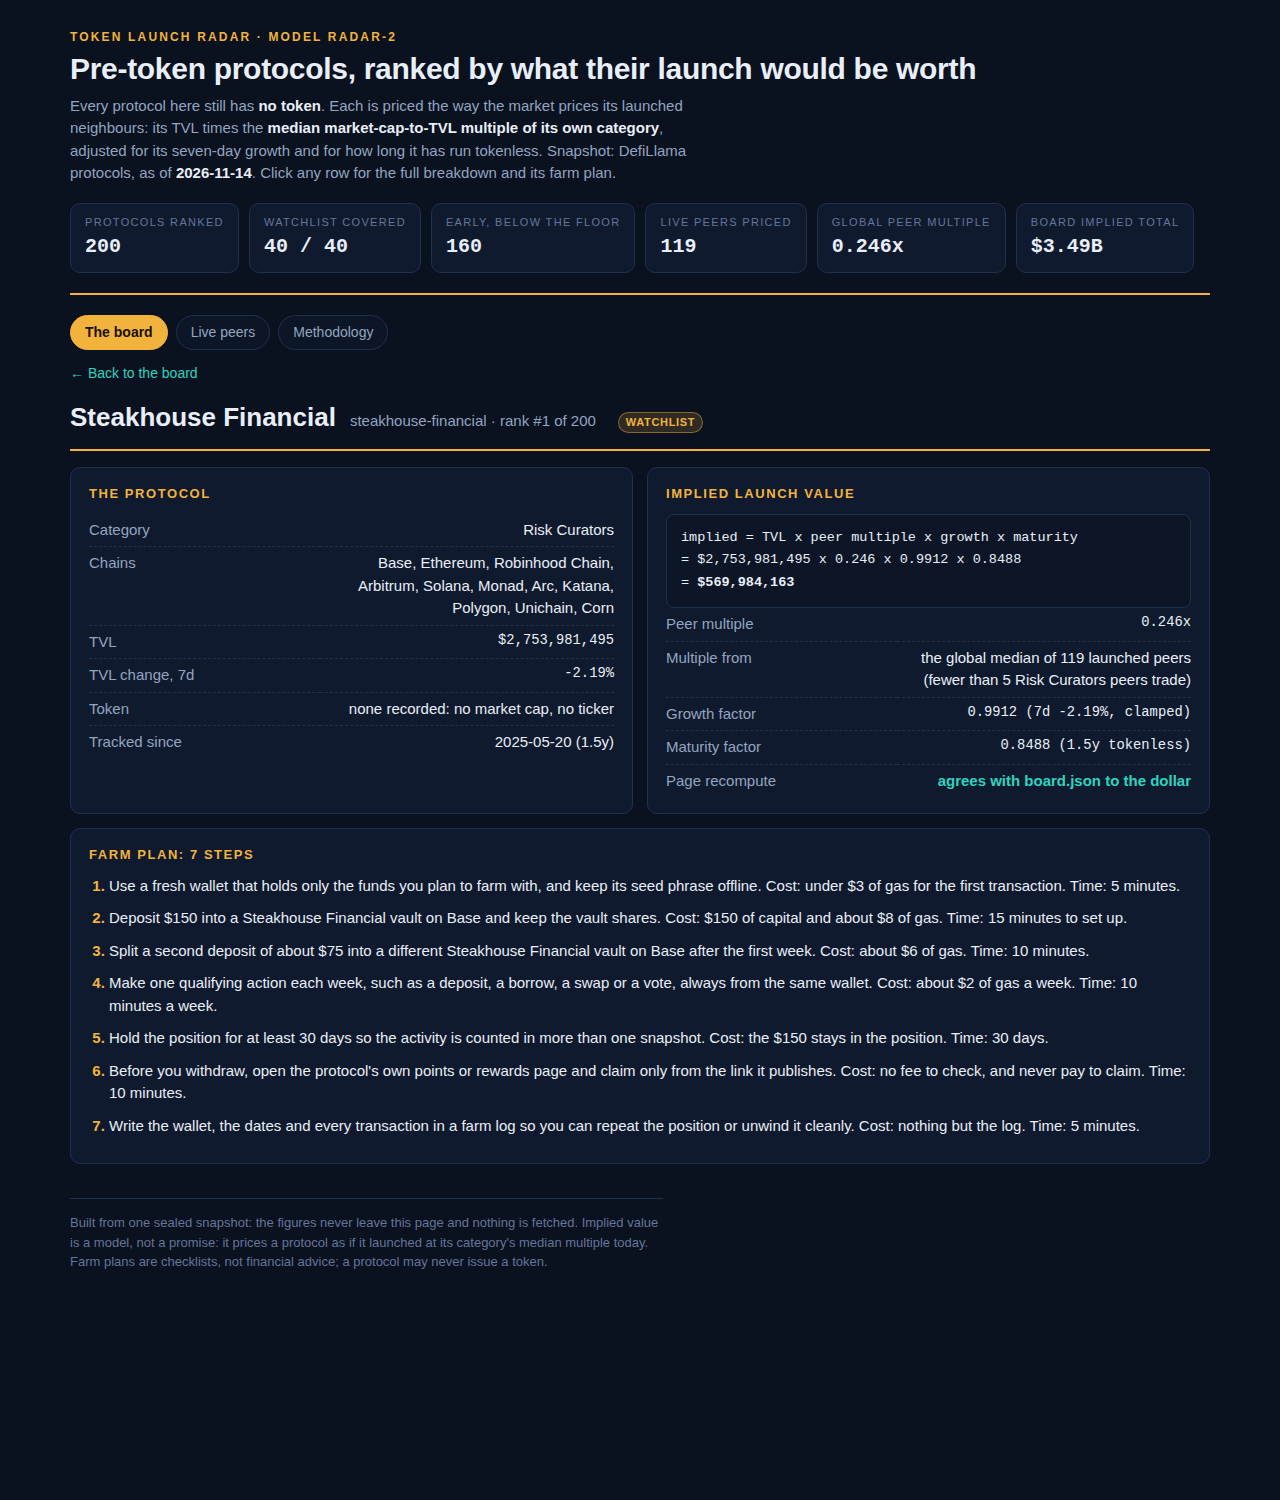 TOKEN LAUNCH RADAR · MODEL RADAR-2
Pre-token protocols, ranked by what their launch would be worth
Every protocol here still has no token. Each is priced the way the market prices its launched
neighbours: its TVL times the median market-cap-to-TVL multiple of its own category,
adjusted for its seven-day growth and for how long it has run tokenless. Snapshot: DefiLlama
protocols, as of 2026-11-14. Click any row for the full breakdown and its farm plan.
PROTOCOLS RANKED
200
WATCHLIST COVERED
40 / 40
EARLY, BELOW THE FLOOR
160
LIVE PEERS PRICED
119
GLOBAL PEER MULTIPLE
0.246x
BOARD IMPLIED TOTAL
$3.49B
The board
Live peers
Methodology
← Back to the board
Steakhouse Financial steakhouse-financial · rank #1 of 200 WATCHLIST
THE PROTOCOL
Category Risk Curators
Chains Base, Ethereum, Robinhood Chain,
Arbitrum, Solana, Monad, Arc, Katana,
Polygon, Unichain, Corn
TVL $2,753,981,495
TVL change, 7d -2.19%
Token none recorded: no market cap, no ticker
Tracked since 2025-05-20 (1.5y)
IMPLIED LAUNCH VALUE
implied = TVL x peer multiple x growth x maturity
= $2,753,981,495 x 0.246 x 0.9912 x 0.8488
= $569,984,163
Peer multiple 0.246x
Multiple from the global median of 119 launched peers
(fewer than 5 Risk Curators peers trade)
Growth factor 0.9912 (7d -2.19%, clamped)
Maturity factor 0.8488 (1.5y tokenless)
Page recompute agrees with board.json to the dollar
FARM PLAN: 7 STEPS
1. Use a fresh wallet that holds only the funds you plan to farm with, and keep its seed phrase offline. Cost: under $3 of gas for the first transaction. Time: 5 minutes.
2. Deposit $150 into a Steakhouse Financial vault on Base and keep the vault shares. Cost: $150 of capital and about $8 of gas. Time: 15 minutes to set up.
3. Split a second deposit of about $75 into a different Steakhouse Financial vault on Base after the first week. Cost: about $6 of gas. Time: 10 minutes.
4. Make one qualifying action each week, such as a deposit, a borrow, a swap or a vote, always from the same wallet. Cost: about $2 of gas a week. Time: 10
minutes a week.
5. Hold the position for at least 30 days so the activity is counted in more than one snapshot. Cost: the $150 stays in the position. Time: 30 days.
6. Before you withdraw, open the protocol's own points or rewards page and claim only from the link it publishes. Cost: no fee to check, and never pay to claim. Time:
10 minutes.
7. Write the wallet, the dates and every transaction in a farm log so you can repeat the position or unwind it cleanly. Cost: nothing but the log. Time: 5 minutes.
Built from one sealed snapshot: the figures never leave this page and nothing is fetched. Implied value
is a model, not a promise: it prices a protocol as if it launched at its category's median multiple today.
Farm plans are checklists, not financial advice; a protocol may never issue a token.